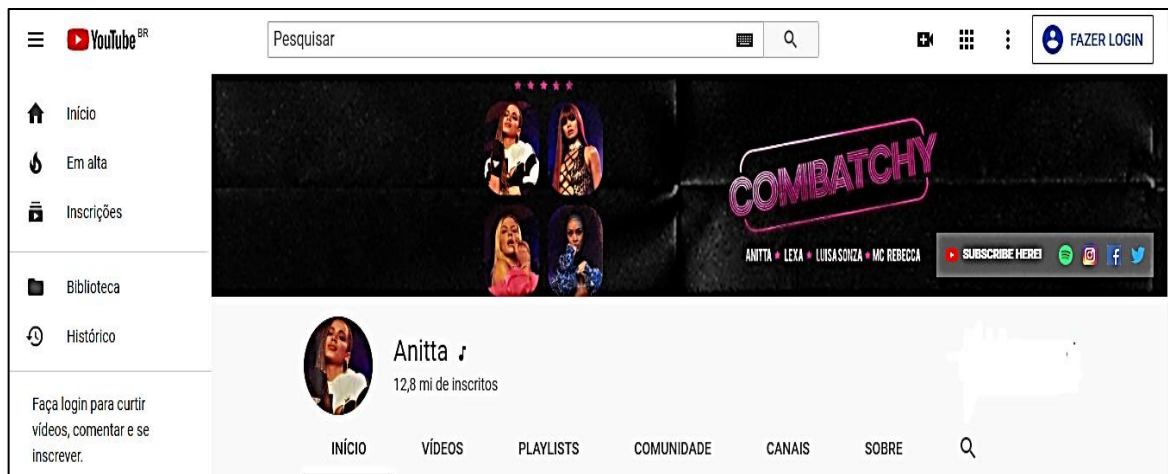 YouTube BR
Pesquisar
FAZER LOGIN
Início
Em alta
Inscrições
Biblioteca
Histórico
Faça login para curtir
vídeos, comentar e se
inscrever.
COMBATCHY
ANITTA ★ LEXA ★ LUISA SONZA ★ MC REBECCA
SUBSCRIBE HERE!
Anitta ♪
12,8 mi de inscritos
INÍCIO VÍDEOS PLAYLISTS COMUNIDADE CANAIS SOBRE